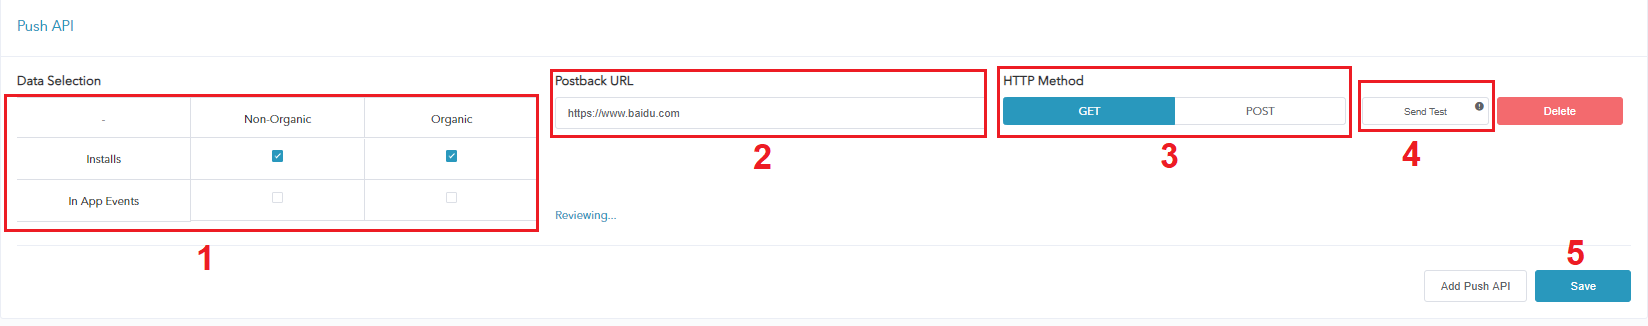 Push API
Data Selection
Postback URL
HTTP Method
- Non-Organic Organic
https://www.baidu.com
GET POST
Send Test
Delete
Installs
In App Events
Reviewing...
1
2
3
4
5
Add Push API
Save